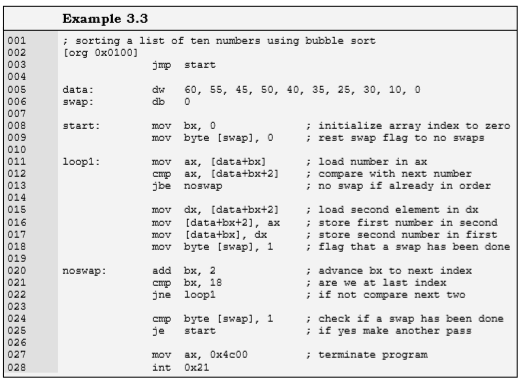 Example 3.3
001 ; sorting a list of ten numbers using bubble sort
002 [org 0x0100]
003 jmp start
004
005 data: dw 60, 55, 45, 50, 40, 35, 25, 30, 10, 0
006 swap: db 0
007
008 start: mov bx, 0 ; initialize array index to zero
009 mov byte [swap], 0 ; rest swap flag to no swaps
010
011 loop1: mov ax, [data+bx] ; load number in ax
012 cmp ax, [data+bx+2] ; compare with next number
013 jbe noswap ; no swap if already in order
014
015 mov dx, [data+bx+2] ; load second element in dx
016 mov [data+bx+2], ax ; store first number in second
017 mov [data+bx], dx ; store second number in first
018 mov byte [swap], 1 ; flag that a swap has been done
019
020 noswap: add bx, 2 ; advance bx to next index
021 cmp bx, 18 ; are we at last index
022 jne loop1 ; if not compare next two
023
024 cmp byte [swap], 1 ; check if a swap has been done
025 je start ; if yes make another pass
026
027 mov ax, 0x4c00 ; terminate program
028 int 0x21